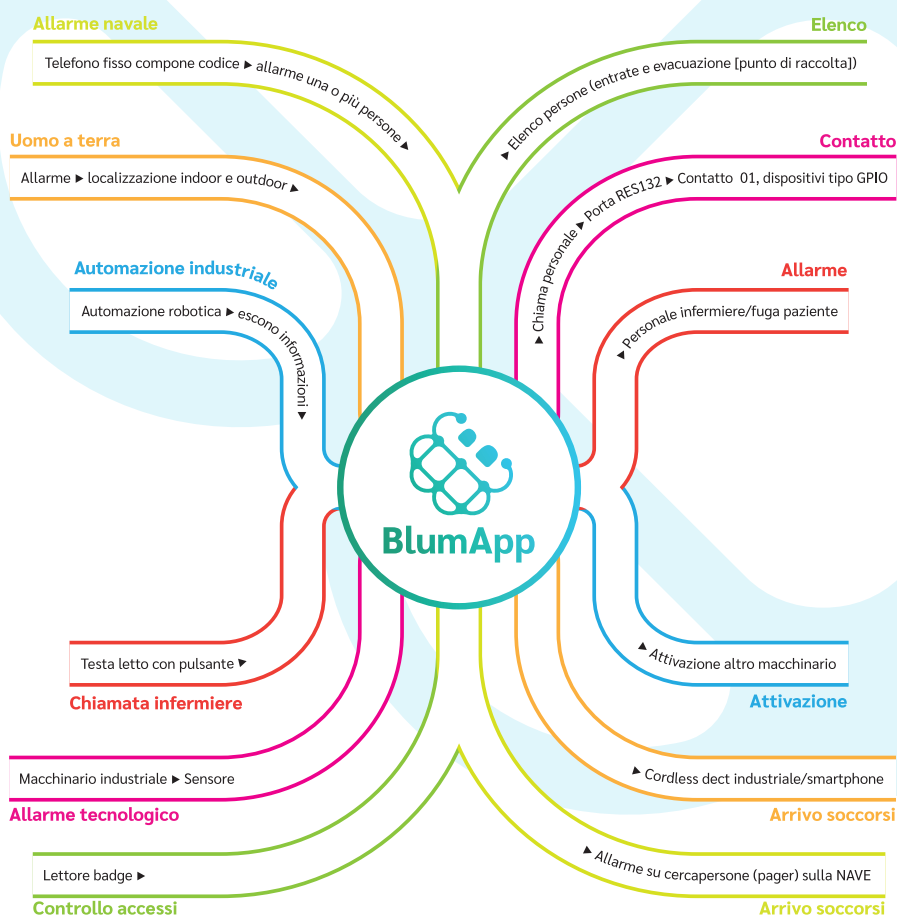 Allarme navale
Telefono fisso compone codice ▶ allarme una o più persone ▶
Elenco
▶ Elenco persone (entrate e evacuazione [punto di raccolta])
Uomo a terra
Allarme ▶ localizzazione indoor e outdoor ▶
Contatto
▶ Chiama personale ▶ Porta RES132 ▶ Contatto 01, dispositivi tipo GPIO
Automazione industriale
Automazione robotica ▶ escono informazioni ▶
Allarme
▶ Personale infermiere/fuga paziente
BlumApp
Testa letto con pulsante ▶
Chiamata infermiere
▶ Attivazione altro macchinario
Attivazione
Macchinario industriale ▶ Sensore
Allarme tecnologico
▶ Cordless dect industriale/smartphone
Arrivo soccorsi
Lettore badge ▶
Controllo accessi
▶ Allarme su cercapersone (pager) sulla NAVE
Arrivo soccorsi